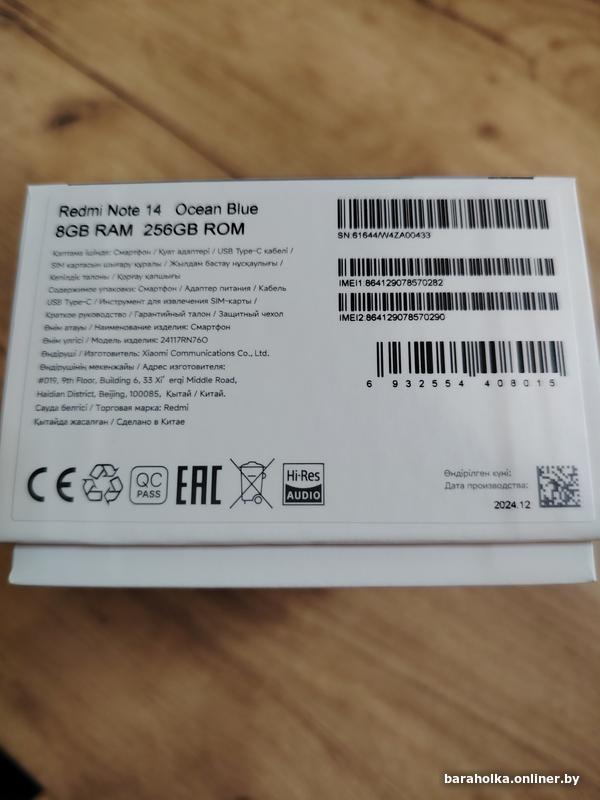 Redmi Note 14 Ocean Blue
8GB RAM 256GB ROM
Қаптама ішінде: Смартфон / Қуат адаптері / USB Type-C кабелі /
SIM картасын шығару құралы / Жылдам бастау нұсқаулығы /
Кепілдік талоны / Қорғау қапшығы
Содержимое упаковки: Смартфон / Адаптер питания / Кабель
USB Type-C / Инструмент для извлечения SIM-карты /
Краткое руководство / Гарантийный талон / Защитный чехол
Өнім атауы / Наименование изделия: Смартфон
Өнім үлгісі / Модель изделия: 24117RN76O
Өндіруші / Изготовитель: Xiaomi Communications Co., Ltd.
Өндірушінің мекенжайы / Адрес изготовителя:
#019, 9th Floor, Building 6, 33 Xi' erqi Middle Road,
Haidian District, Beijing, 100085, Қытай / Китай.
Сауда белгісі / Торговая марка: Redmi
Қытайда жасалған / Сделано в Китае
SN:61644/W4ZA00433
IMEI1:864129078570282
IMEI2:864129078570290
6 932554 408015
CE
QC
PASS
EAC
Hi-Res
AUDIO
Өндірілген күні:
Дата производства:
2024.12
baraholka.onliner.by